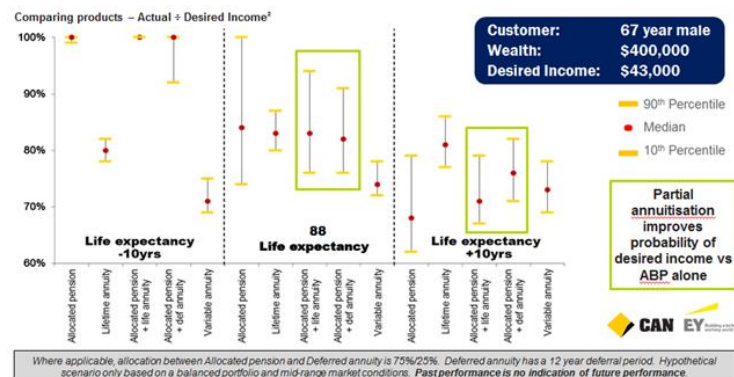 Comparing products – Actual ÷ Desired Income²
Customer: 67 year male
Wealth: $400,000
Desired Income: $43,000
100%
90%
80%
70%
60%
90th Percentile
Median
10th Percentile
Life expectancy
-10yrs
88
Life expectancy
Life expectancy
+10yrs
Partial
annuitisation
improves
probability of
desired income vs
ABP alone
Allocated pension
Lifetime annuity
Allocated pension
+ life annuity
Allocated pension
+ def annuity
Variable annuity
Allocated pension
Lifetime annuity
Allocated pension
+ life annuity
Allocated pension
+ def annuity
Variable annuity
Allocated pension
Lifetime annuity
Allocated pension
+ life annuity
Allocated pension
+ def annuity
Variable annuity
CAN
EY
Building a better
working world
Where applicable, allocation between Allocated pension and Deferred annuity is 75%/25%. Deferred annuity has a 12 year deferral period. Hypothetical
scenario only based on a balanced portfolio and mid-range market conditions. Past performance is no indication of future performance.